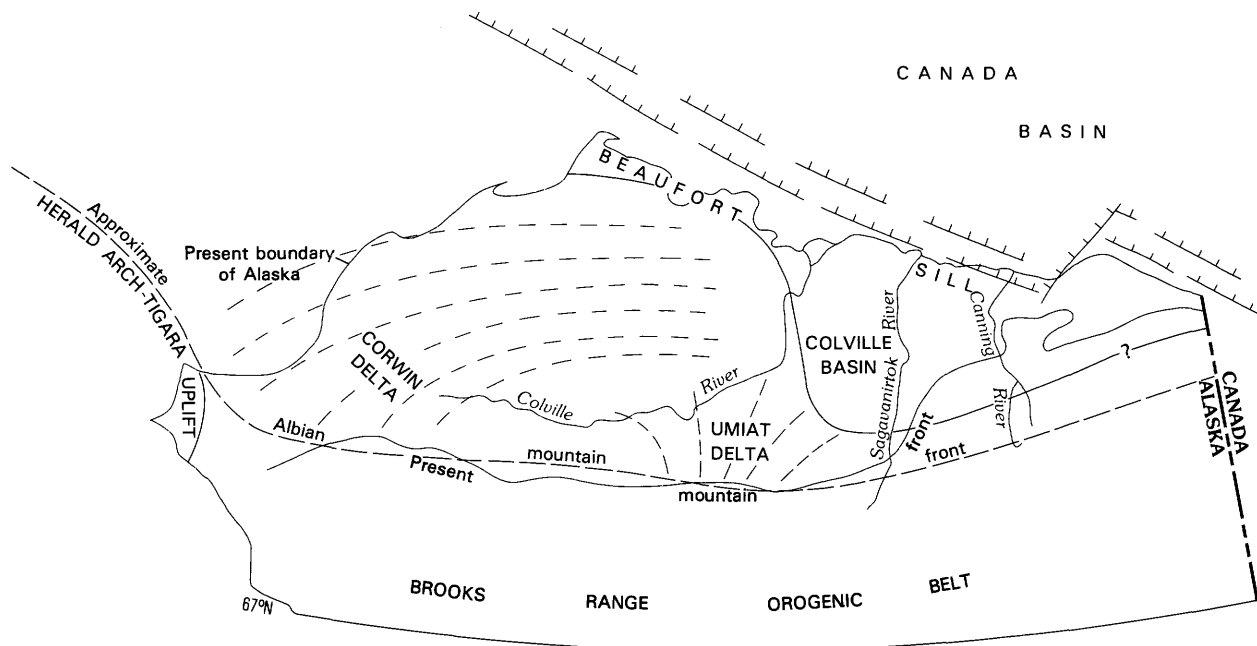 CANADA
BASIN
BEAUFORT
SILL
Approximate
HERALD ARCH-TIGARA
UPLIFT
Present boundary
of Alaska
CORWIN
DELTA
Colville
River
COLVILLE
BASIN
Sagavanirtok River
Canning
River
UMIAT
DELTA
Albian
mountain
front
Present
mountain
front
?
CANADA
ALASKA
BROOKS RANGE OROGENIC BELT
67°N